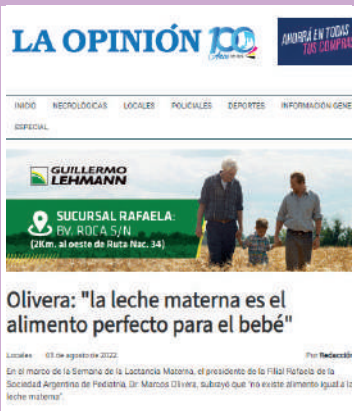 LA OPINIÓN 100
Años
AHORRÁ EN TODAS
TUS COMPRAS
INICIO NECROLÓGICAS LOCALES POLICIALES DEPORTES INFORMACIÓN GENE
ESPECIAL
GUILLERMO
LEHMANN
SUCURSAL RAFAELA:
BV. ROCA S/N
(2Km. al oeste de Ruta Nac. 34)
Olivera: "la leche materna es el
alimento perfecto para el bebé"
Locales 03 de agosto de 2022 Por Redacción
En el marco de la Semana de la Lactancia Materna, el presidente de la Filial Rafaela de la
Sociedad Argentina de Pediatría, Dr. Marcos Olivera, subrayó que "no existe alimento igual a la
leche materna".